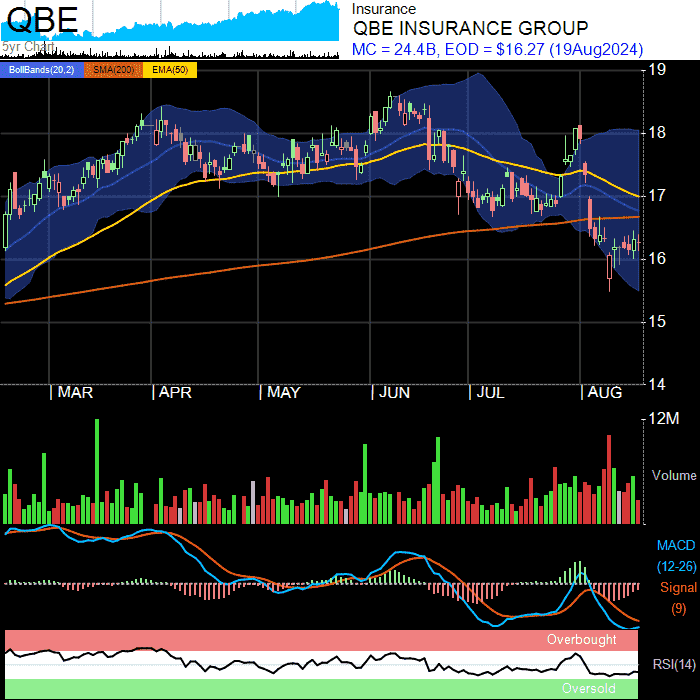 QBE
5yr Chart
Insurance
QBE INSURANCE GROUP
MC = 24.4B, EOD = $16.27 (19Aug2024)
BollBands(20,2) SMA(200) EMA(50)
19
18
17
16
15
14
MAR APR MAY JUN JUL AUG
12M
Volume
MACD
(12-26)
Signal
(9)
Overbought
RSI(14)
Oversold